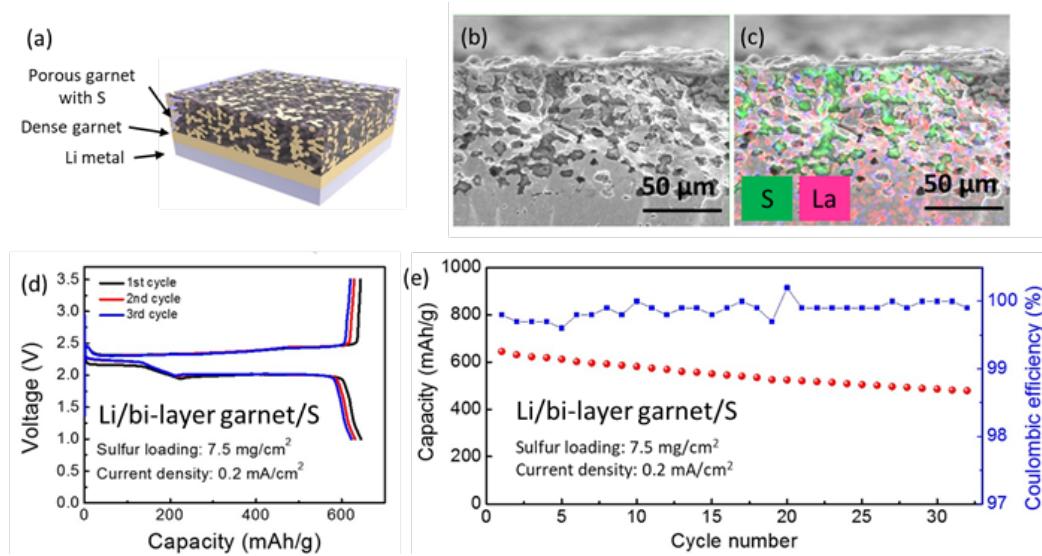 (a)
Porous garnet
with S
Dense garnet
Li metal
(b)
50 μm
(c)
S
La
50 μm
(d)
Voltage (V)
3.5
3.0
2.5
2.0
1.5
1.0
0.5
0.0
1st cycle
2nd cycle
3rd cycle
Li/bi-layer garnet/S
Sulfur loading: 7.5 mg/cm²
Current density: 0.2 mA/cm²
0
200
400
600
Capacity (mAh/g)
(e)
Capacity (mAh/g)
1000
800
600
400
200
0
Li/bi-layer garnet/S
Sulfur loading: 7.5 mg/cm²
Current density: 0.2 mA/cm²
0
5
10
15
20
25
30
Cycle number
100
99
98
97
Coulombic efficiency (%)